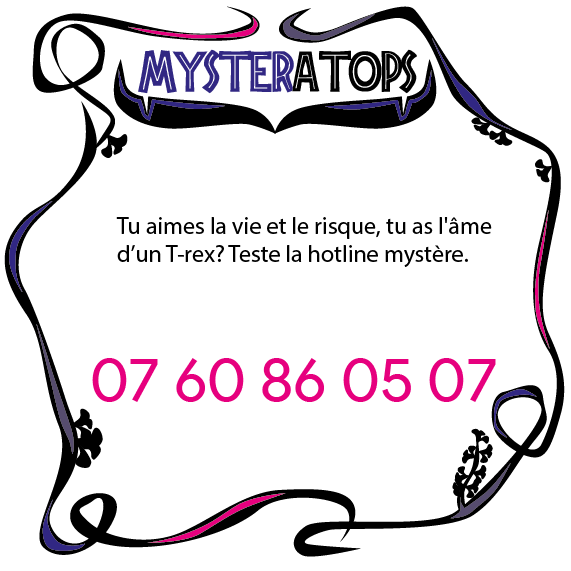 MYSTERATOPS
Tu aimes la vie et le risque, tu as l'âme
d’un T-rex? Teste la hotline mystère.
07 60 86 05 07